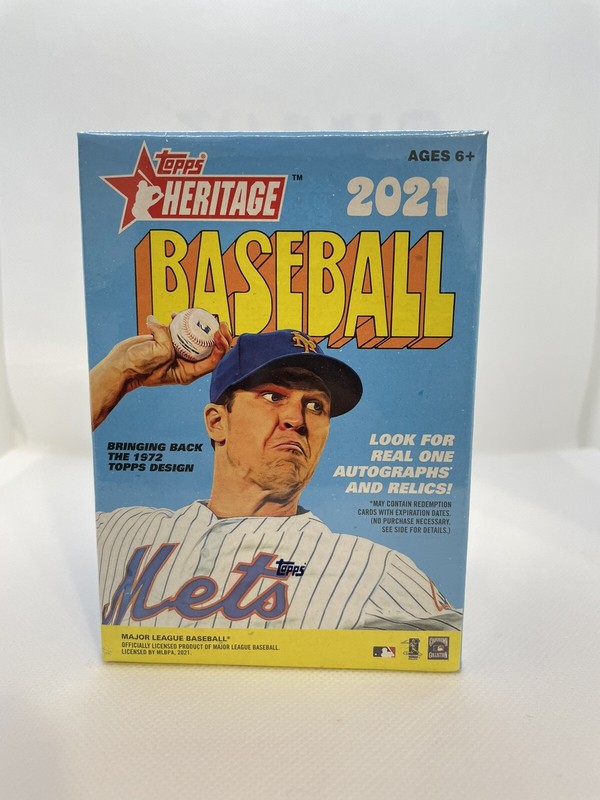 Topps
HERITAGE™
AGES 6+
2021
BASEBALL
BRINGING BACK
THE 1972
TOPPS DESIGN
LOOK FOR
REAL ONE
AUTOGRAPHS*
AND RELICS!
*MAY CONTAIN REDEMPTION
CARDS WITH EXPIRATION DATES.
(NO PURCHASE NECESSARY.
SEE SIDE FOR DETAILS.)
Topps
Mets
MAJOR LEAGUE BASEBALL®
OFFICIALLY LICENSED PRODUCT OF MAJOR LEAGUE BASEBALL.
LICENSED BY MLBPA, 2021.